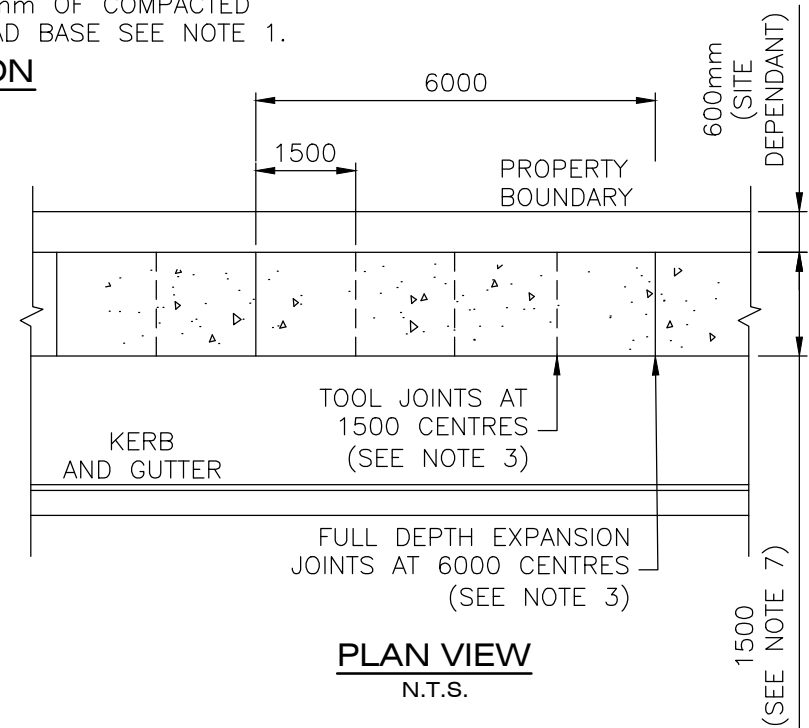 mm OF COMPACTED
AD BASE SEE NOTE 1.
ON
6000
1500
600mm
(SITE
DEPENDANT)
PROPERTY
BOUNDARY
TOOL JOINTS AT
1500 CENTRES
(SEE NOTE 3)
KERB
AND GUTTER
FULL DEPTH EXPANSION
JOINTS AT 6000 CENTRES
(SEE NOTE 3)
1500
(SEE NOTE 7)
PLAN VIEW
N.T.S.